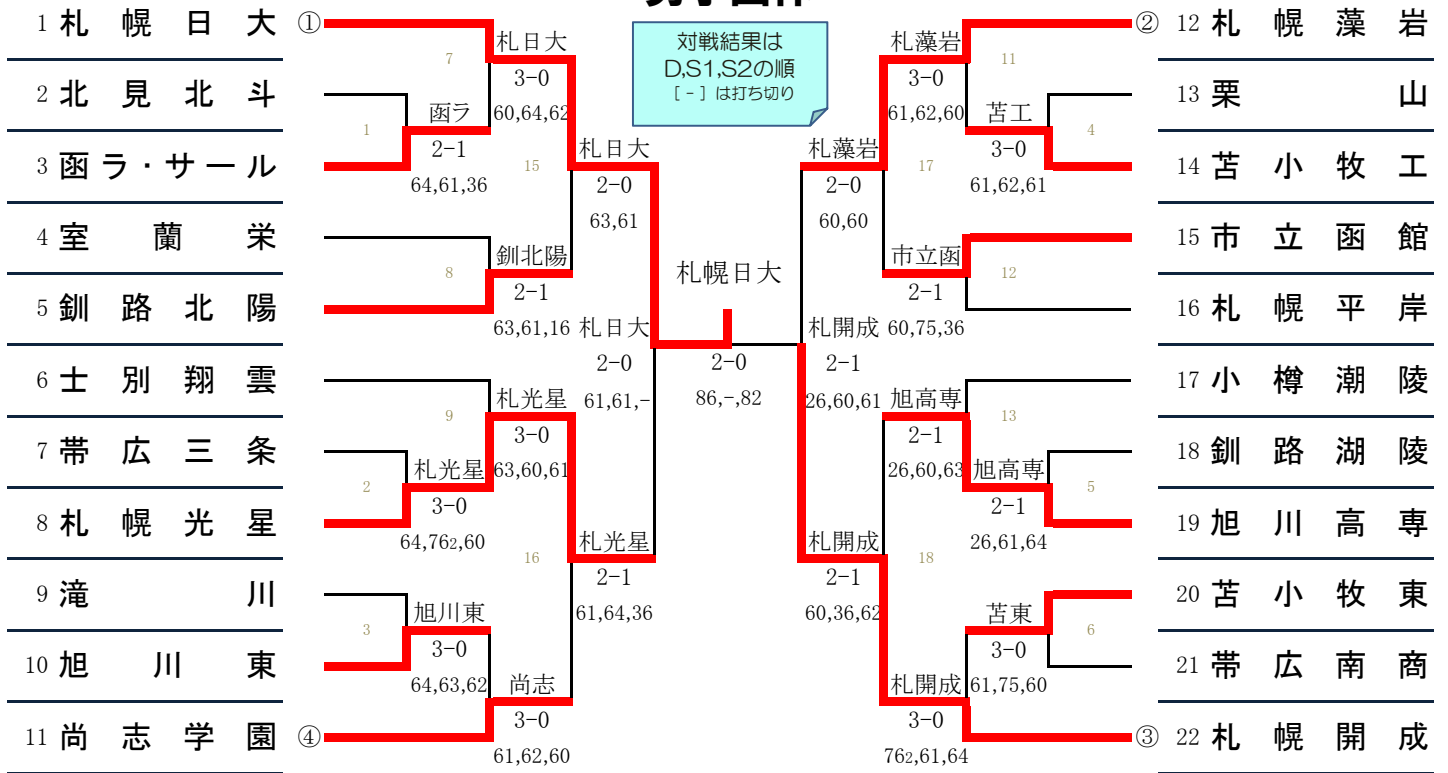 1 札幌日大 ①
2 北見北斗
3 函ラ・サール
4 室蘭栄
5 釧路北陽
6 士別翔雲
7 帯広三条
8 札幌光星
9 滝川
10 旭川東
11 尚志学園 ④
対戦結果は
D,S1,S2の順
[-]は打ち切り
7
札日大
3-0
60,64,62
1
函ラ
2-1
64,61,36
15
札日大
2-0
63,61
8
釧北陽
2-1
63,61,16
札日大
2-0
61,61,-
9
札光星
3-0
63,60,61
2
札光星
3-0
64,762,60
16
札光星
2-1
61,64,36
3
旭川東
3-0
64,63,62
尚志
3-0
61,62,60
札幌日大
2-0
86,-,82
札藻岩
3-0
61,62,60
11
苫工
3-0
61,62,61
4
札藻岩
2-0
60,60
17
市立函
2-1
60,75,36
12
札開成
2-1
26,60,61
旭高専
2-1
26,60,63
13
旭高専
2-1
26,61,64
5
札開成
2-1
60,36,62
18
苫東
3-0
61,75,60
6
札開成
3-0
762,61,64
② 12 札幌藻岩
13 栗山
14 苫小牧工
15 市立函館
16 札幌平岸
17 小樽潮陵
18 釧路湖陵
19 旭川高専
20 苫小牧東
21 帯広南商
③ 22 札幌開成